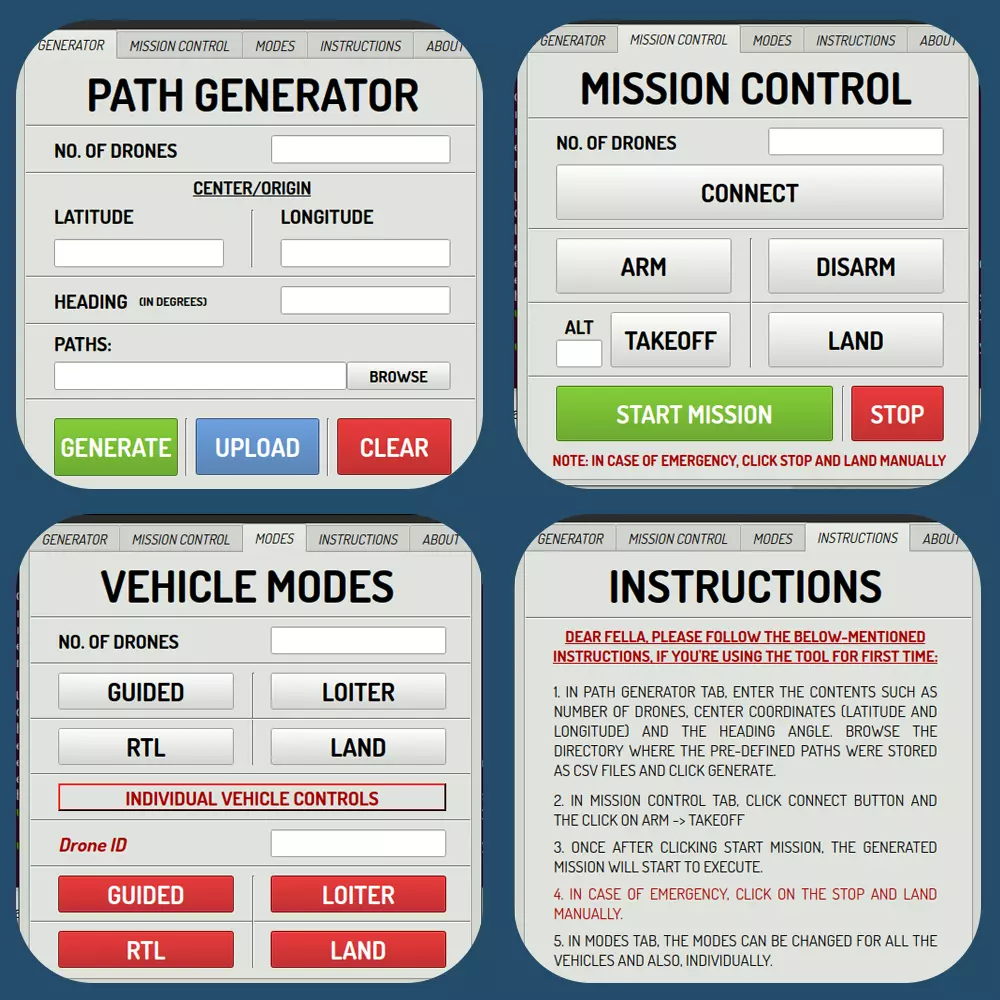 GENERATOR MISSION CONTROL MODES INSTRUCTIONS ABOUT
PATH GENERATOR
NO. OF DRONES
CENTER/ORIGIN
LATITUDE LONGITUDE
HEADING (IN DEGREES)
PATHS:
BROWSE
GENERATE UPLOAD CLEAR
GENERATOR MISSION CONTROL MODES INSTRUCTIONS ABOUT
MISSION CONTROL
NO. OF DRONES
CONNECT
ARM DISARM
ALT TAKEOFF LAND
START MISSION STOP
NOTE: IN CASE OF EMERGENCY, CLICK STOP AND LAND MANUALLY
GENERATOR MISSION CONTROL MODES INSTRUCTIONS ABOUT
VEHICLE MODES
NO. OF DRONES
GUIDED LOITER
RTL LAND
INDIVIDUAL VEHICLE CONTROLS
Drone ID
GUIDED LOITER
RTL LAND
GENERATOR MISSION CONTROL MODES INSTRUCTIONS ABOUT
INSTRUCTIONS
DEAR FELLA, PLEASE FOLLOW THE BELOW-MENTIONED
INSTRUCTIONS, IF YOU'RE USING THE TOOL FOR FIRST TIME:
1. IN PATH GENERATOR TAB, ENTER THE CONTENTS SUCH AS
NUMBER OF DRONES, CENTER COORDINATES (LATITUDE AND
LONGITUDE) AND THE HEADING ANGLE. BROWSE THE
DIRECTORY WHERE THE PRE-DEFINED PATHS WERE STORED
AS CSV FILES AND CLICK GENERATE.
2. IN MISSION CONTROL TAB, CLICK CONNECT BUTTON AND
THE CLICK ON ARM -> TAKEOFF
3. ONCE AFTER CLICKING START MISSION, THE GENERATED
MISSION WILL START TO EXECUTE.
4. IN CASE OF EMERGENCY, CLICK ON THE STOP AND LAND
MANUALLY.
5. IN MODES TAB, THE MODES CAN BE CHANGED FOR ALL THE
VEHICLES AND ALSO, INDIVIDUALLY.